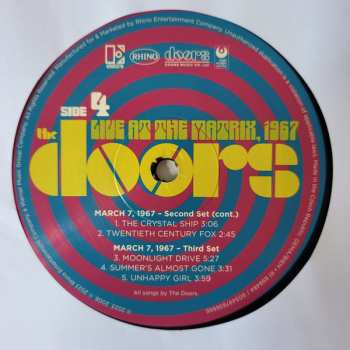 RHINO
doors
SIDE 4
LIVE AT THE MATRIX, 1967
the doors
MARCH 7, 1967 – Second Set (cont.)
1. THE CRYSTAL SHIP 3:06
2. TWENTIETH CENTURY FOX 2:45
MARCH 7, 1967 – Third Set
3. MOONLIGHT DRIVE 5:27
4. SUMMER'S ALMOST GONE 3:31
5. UNHAPPY GIRL 3:59
All songs by The Doors